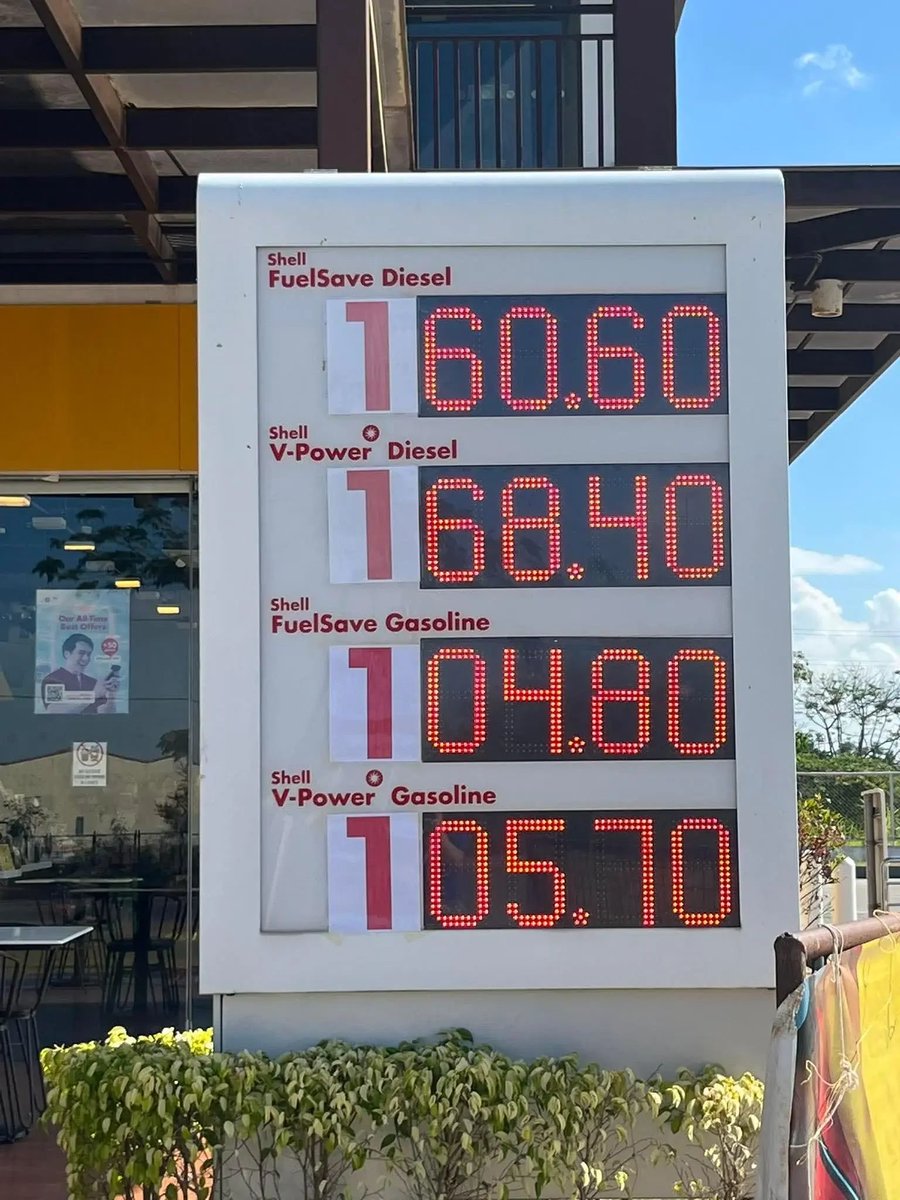 Shell
FuelSave Diesel
160.60
Shell
V-Power Diesel
168.40
Shell
FuelSave Gasoline
104.80
Shell
V-Power Gasoline
105.70
Our All-Time
Best Offers